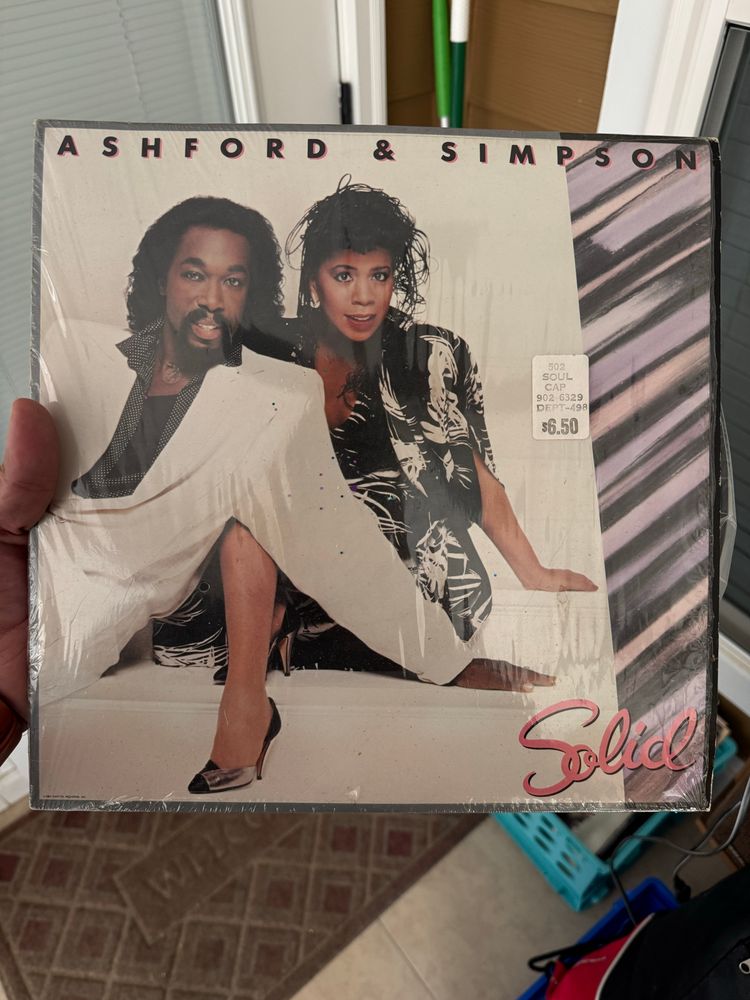 ASHFORD & SIMPSON
502
SOUL
CAP
902-6329
DEPT-498
$6.50
Solid